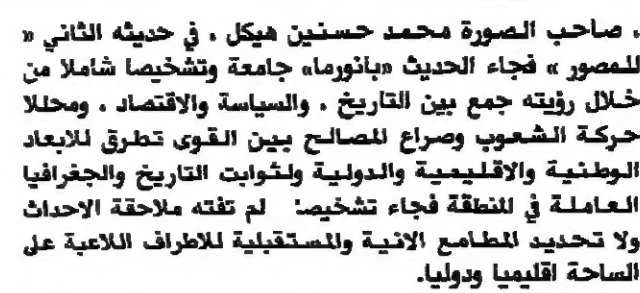 . صاحب الصورة محمد حسنين هيكل . في حديثه الثاني «
للمصور » فجاء الحديث «بانورما» جامعة وتشخيصا شاملا من
خلال رؤيته جمع بين التاريخ . والسياسة والاقتصاد . ومحللا
حركة الشعوب وصراع المصالح بين القوى تطرق للابعاد
الوطنية والاقليمية والدولية ولثوابت التاريخ والجغرافيا
العاملة في المنطقة فجاء تشخيصه لم تفته ملاحقة الاحداث
ولا تحديد المطامع الانية والمستقبلية للاطراف اللاعبة على
الساحة اقليميا ودوليا.